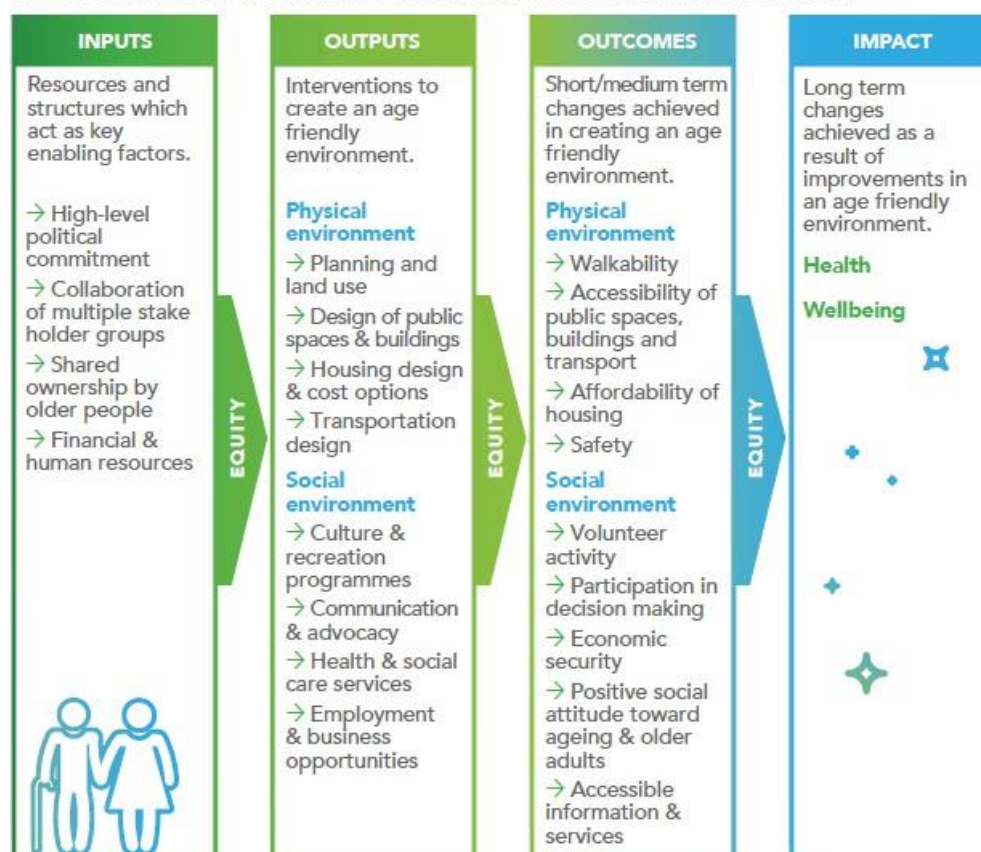 INPUTS
Resources and
structures which
act as key
enabling factors.
→ High-level
political
commitment
→ Collaboration
of multiple stake
holder groups
→ Shared
ownership by
older people
→ Financial &
human resources
EQUITY
OUTPUTS
Interventions to
create an age
friendly
environment.
Physical
environment
→ Planning and
land use
→ Design of public
spaces & buildings
→ Housing design
& cost options
→ Transportation
design
Social
environment
→ Culture &
recreation
programmes
→ Communication
& advocacy
→ Health & social
care services
→ Employment
& business
opportunities
EQUITY
OUTCOMES
Short/medium term
changes achieved
in creating an age
friendly
environment.
Physical
environment
→ Walkability
→ Accessibility of
public spaces,
buildings and
transport
→ Affordability of
housing
→ Safety
Social
environment
→ Volunteer
activity
→ Participation in
decision making
→ Economic
security
→ Positive social
attitude toward
ageing & older
adults
→ Accessible
information &
services
EQUITY
IMPACT
Long term
changes
achieved as a
result of
improvements in
an age friendly
environment.
Health
Wellbeing